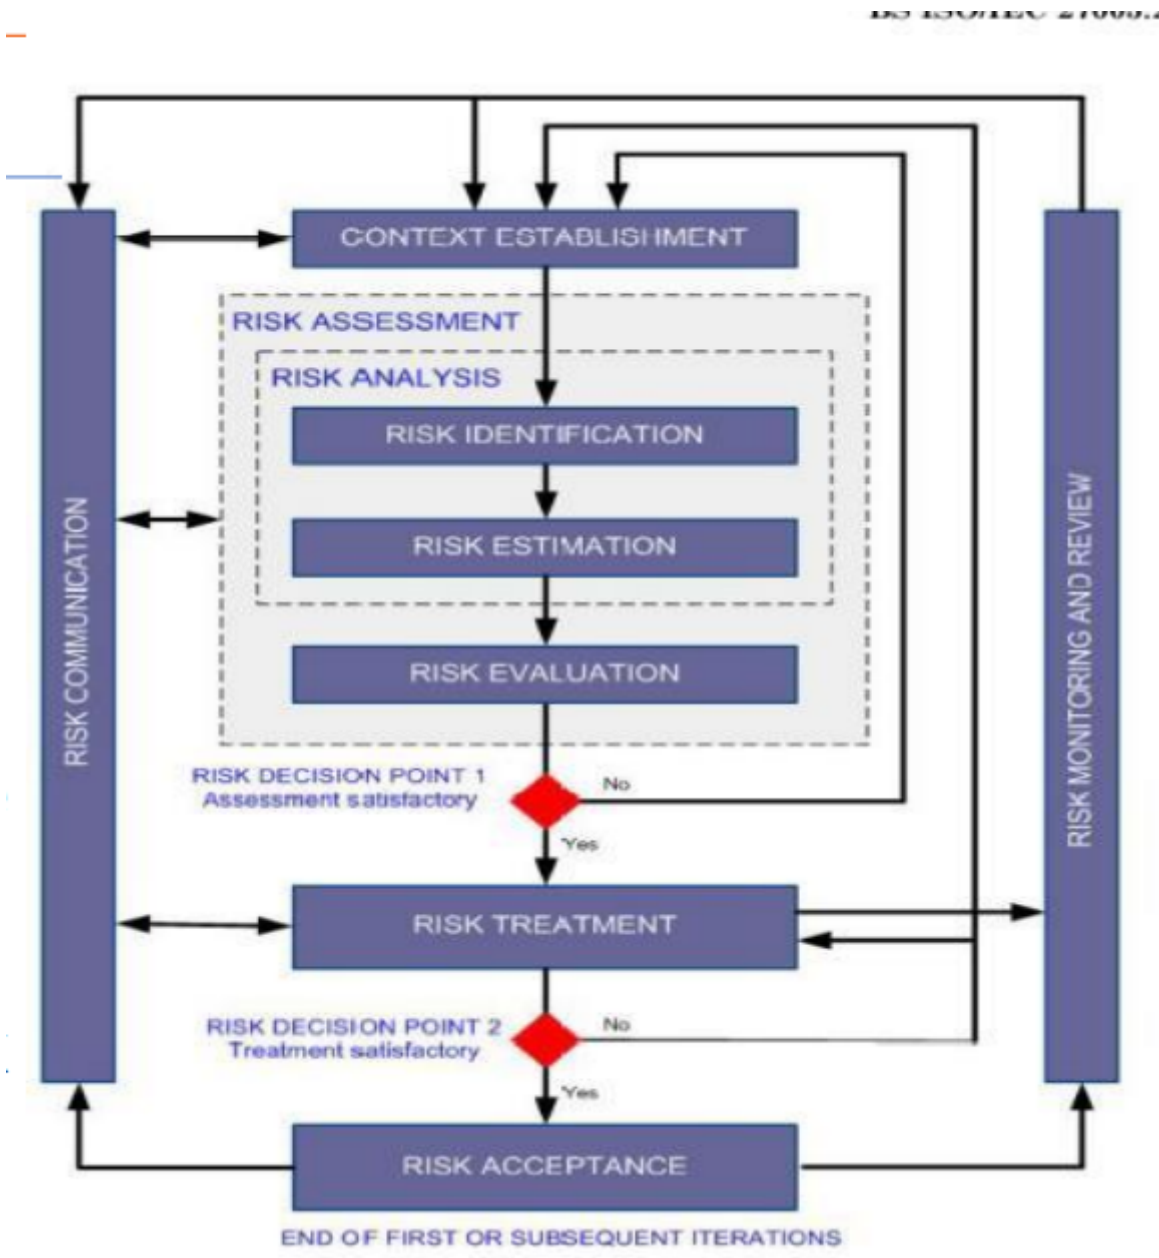 CONTEXT ESTABLISHMENT
RISK ASSESSMENT
RISK ANALYSIS
RISK IDENTIFICATION
RISK ESTIMATION
RISK EVALUATION
RISK COMMUNICATION
RISK MONITORING AND REVIEW
RISK DECISION POINT 1
Assessment satisfactory
No
Yes
RISK TREATMENT
RISK DECISION POINT 2
Treatment satisfactory
No
Yes
RISK ACCEPTANCE
END OF FIRST OR SUBSEQUENT ITERATIONS